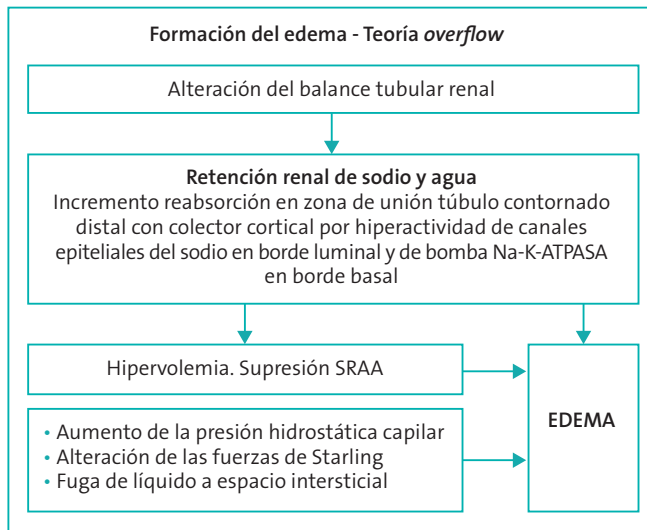 Formación del edema - Teoría overflow
Alteración del balance tubular renal
Retención renal de sodio y agua
Incremento reabsorción en zona de unión túbulo contornado
distal con colector cortical por hiperactividad de canales
epiteliales del sodio en borde luminal y de bomba Na-K-ATPASA
en borde basal
Hipervolemia. Supresión SRAA
• Aumento de la presión hidrostática capilar
• Alteración de las fuerzas de Starling
• Fuga de líquido a espacio intersticial
EDEMA